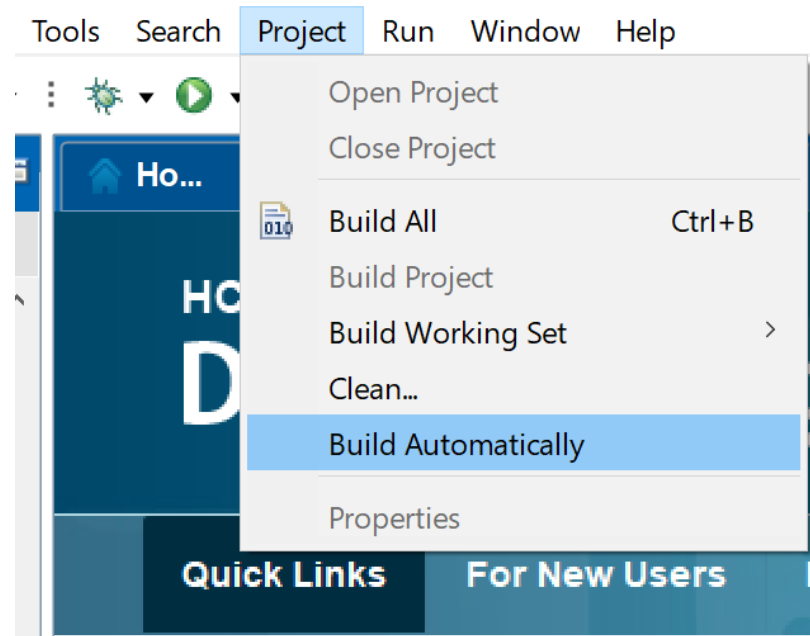 Tools Search Project Run Window Help
Open Project
Close Project
Ho...
010 Build All Ctrl+B
Build Project
Build Working Set
Clean...
Build Automatically
Properties
Quick Links For New Users